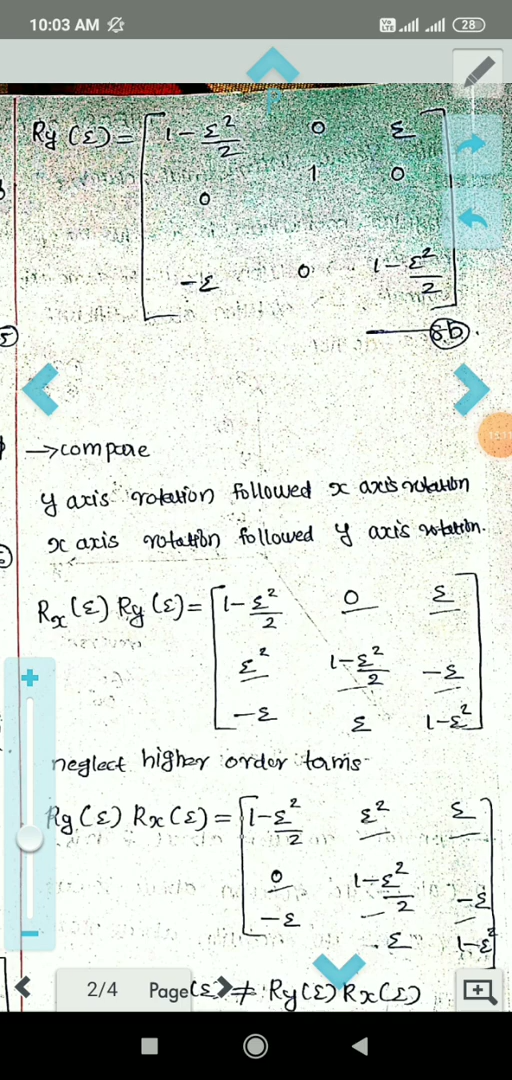 10:03 AM
28
Ry (ε) = [ 1 - ε²/2 0 ε
0 1 0
-ε 0 1 - ε²/2 ]
→ compare
y axis rotation followed x axis rotation
x axis rotation followed y axis rotation.
Rx (ε) Ry (ε) = [ 1 - ε²/2 0 ε
ε² 1 - ε²/2 -ε
-ε ε 1 - ε² ]
neglect higher order tams
Ry (ε) Rx (ε) = [ 1 - ε²/2 ε² ε
0 1 - ε²/2 -ε
-ε ε 1 - ε² ]
2/4 Page (ε) ≠ Ry (ε) Rx (ε)